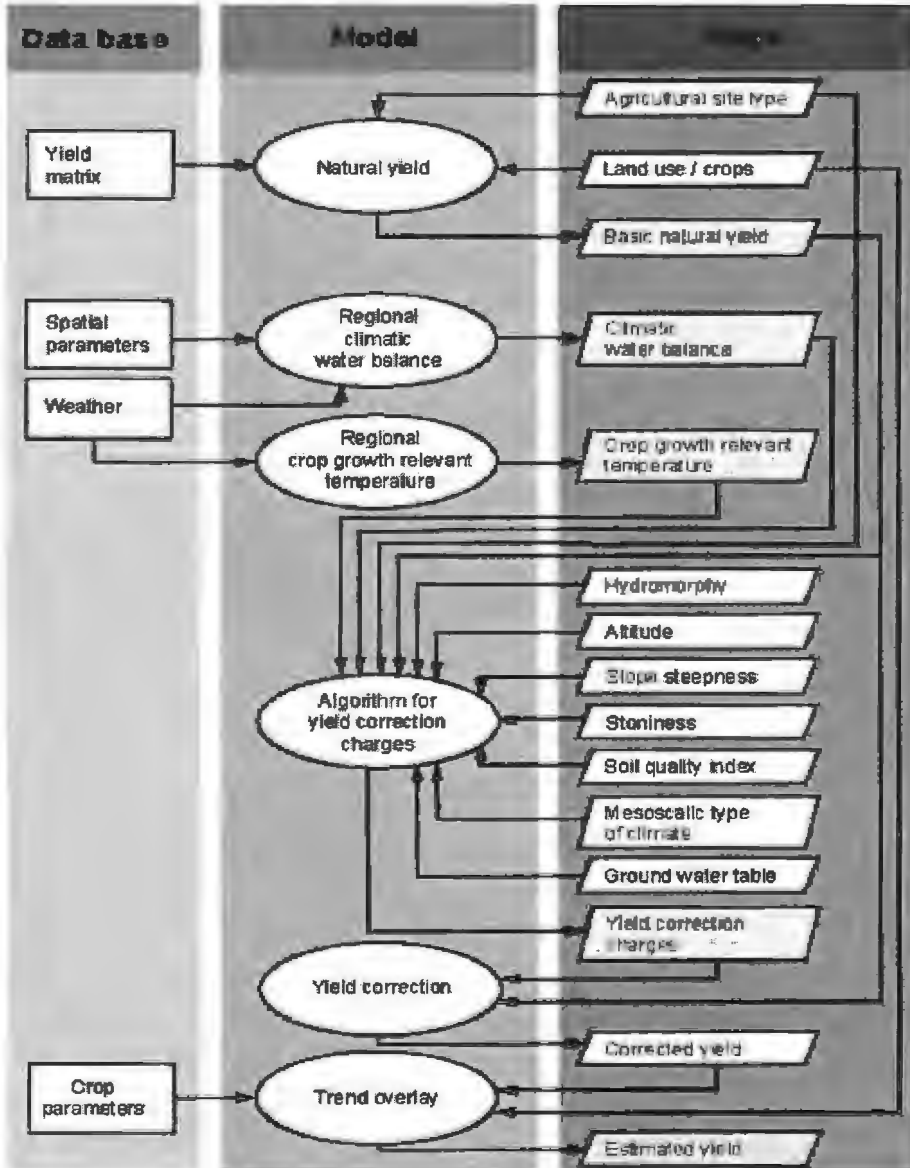 Data base
Model
Agricultural site type
Yield
matrix
Natural yield
Land use / crops
Basic natural yield
Spatial
parameters
Regional
climatic
water balance
Climatic
water balance
Weather
Regional
crop growth relevant
temperature
Crop growth relevant
temperature
Hydromorphy
Altitude
Slope steepness
Algorithm for
yield correction
charges
Stoniness
Soil quality index
Mesoscalic type
of climate
Ground water table
Yield correction
charges
Yield correction
Corrected yield
Crop
parameters
Trend overlay
Estimated yield